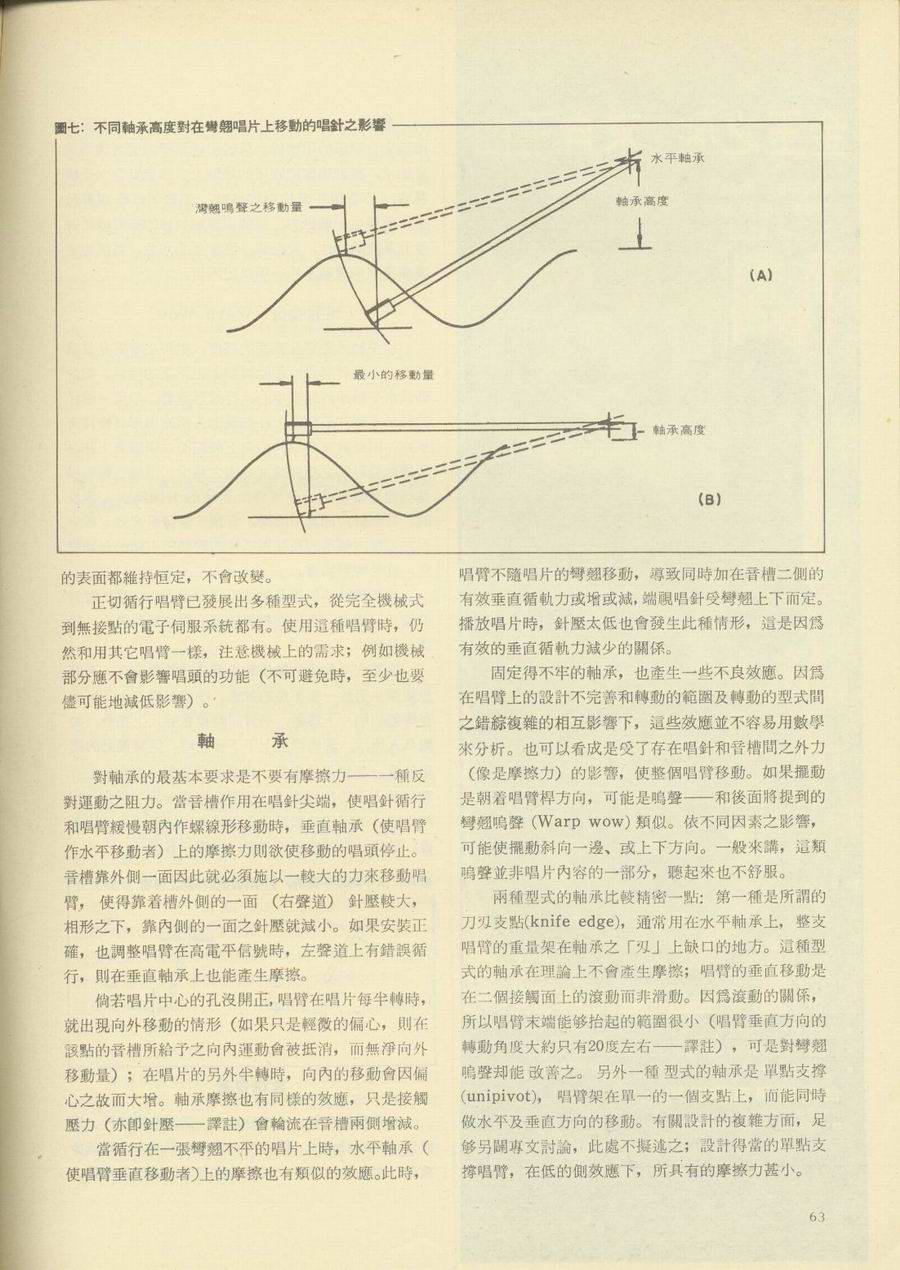 圖七：不同軸承高度對在彎翹唱片上移動的唱針之影響
水平軸承
灣翹鳴聲之移動量
軸承高度
(A)
最小的移動量
軸承高度
(B)
的表面都維持恒定，不會改變。
正切循行唱臂已發展出多種型式，從完全機械式
到無接點的電子伺服系統都有。使用這種唱臂時，仍
然和用其它唱臂一樣，注意機械上的需求；例如機械
部分應不會影響唱頭的功能（不可避免時，至少也要
儘可能地減低影響）。
軸　承
對軸承的最基本要求是不要有摩擦力——一種反
對運動之阻力。當音槽作用在唱針尖端，使唱針循行
和唱臂緩慢朝內作螺線形移動時，垂直軸承（使唱臂
作水平移動者）上的摩擦力則欲使移動的唱頭停止。
音槽靠外側一面因此就必須施以一較大的力來移動唱
臂，使得靠着槽外側的一面（右聲道）針壓較大，
相形之下，靠內側的一面之針壓就減小。如果安裝正
確，也調整唱臂在高電平信號時，左聲道上有錯誤循
行，則在垂直軸承上也能產生摩擦。
倘若唱片中心的孔沒開正，唱臂在唱片每半轉時，
就出現向外移動的情形（如果只是輕微的偏心，則在
該點的音槽所給予之向內運動會被抵消，而無淨向外
移動量）；在唱片的另外半轉時，向內的移動會因偏
心之故而大增。軸承摩擦也有同樣的效應，只是接觸
壓力（亦卽針壓——譯註）會輪流在音槽兩側增減。
當循行在一張彎翹不平的唱片上時，水平軸承（
使唱臂垂直移動者）上的摩擦也有類似的效應。此時，
唱臂不隨唱片的彎翹移動，導致同時加在音槽二側的
有效垂直循軌力或增或減，端視唱針受彎翹上下而定。
播放唱片時，針壓太低也會發生此種情形，這是因爲
有效的垂直循軌力減少的關係。
固定得不牢的軸承，也產生一些不良效應。因爲
在唱臂上的設計不完善和轉動的範圍及轉動的型式間
之錯綜複雜的相互影響下，這些效應並不容易用數學
來分析。也可以看成是受了存在唱針和音槽間之外力
（像是摩擦力）的影響，使整個唱臂移動。如果擺動
是朝着唱臂桿方向，可能是鳴聲——和後面將提到的
彎翹鳴聲 (Warp wow) 類似。依不同因素之影響，
可能使擺動斜向一邊、或上下方向。一般來講，這類
鳴聲並非唱片內容的一部分，聽起來也不舒服。
兩種型式的軸承比較精密一點：第一種是所謂的
刀刄支點(knife edge)，通常用在水平軸承上，整支
唱臂的重量架在軸承之「刄」上缺口的地方。這種型
式的軸承在理論上不會產生摩擦；唱臂的垂直移動是
在二個接觸面上的滾動而非滑動。因爲滾動的關係，
所以唱臂末端能够抬起的範圍很小（唱臂垂直方向的
轉動角度大約只有20度左右——譯註），可是對彎翹
鳴聲却能改善之。另外一種型式的軸承是單點支撐
(unipivot)，唱臂架在單一的一個支點上，而能同時
做水平及垂直方向的移動。有關設計的複雜方面，足
够另闢專文討論，此處不擬述之；設計得當的單點支
撐唱臂，在低的側效應下，所具有的摩擦力甚小。
63